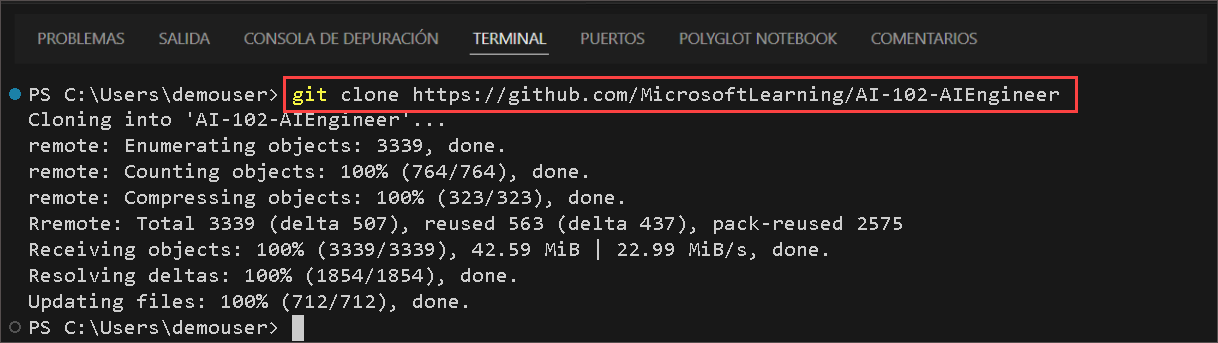 PROBLEMAS SALIDA CONSOLA DE DEPURACIÓN TERMINAL PUERTOS POLYGLOT NOTEBOOK COMENTARIOS
PS C:\Users\demouser> git clone https://github.com/MicrosoftLearning/AI-102-AIEngineer
Cloning into 'AI-102-AIEngineer'...
remote: Enumerating objects: 3339, done.
remote: Counting objects: 100% (764/764), done.
remote: Compressing objects: 100% (323/323), done.
Rremote: Total 3339 (delta 507), reused 563 (delta 437), pack-reused 2575
Receiving objects: 100% (3339/3339), 42.59 MiB | 22.99 MiB/s, done.
Resolving deltas: 100% (1854/1854), done.
Updating files: 100% (712/712), done.
PS C:\Users\demouser>